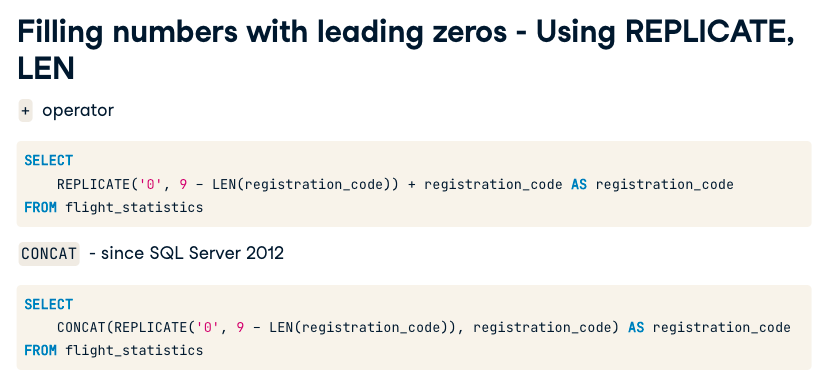 Filling numbers with leading zeros - Using REPLICATE,
LEN
+ operator
SELECT
REPLICATE('0', 9 - LEN(registration_code)) + registration_code AS registration_code
FROM flight_statistics
CONCAT - since SQL Server 2012
SELECT
CONCAT(REPLICATE('0', 9 - LEN(registration_code)), registration_code) AS registration_code
FROM flight_statistics